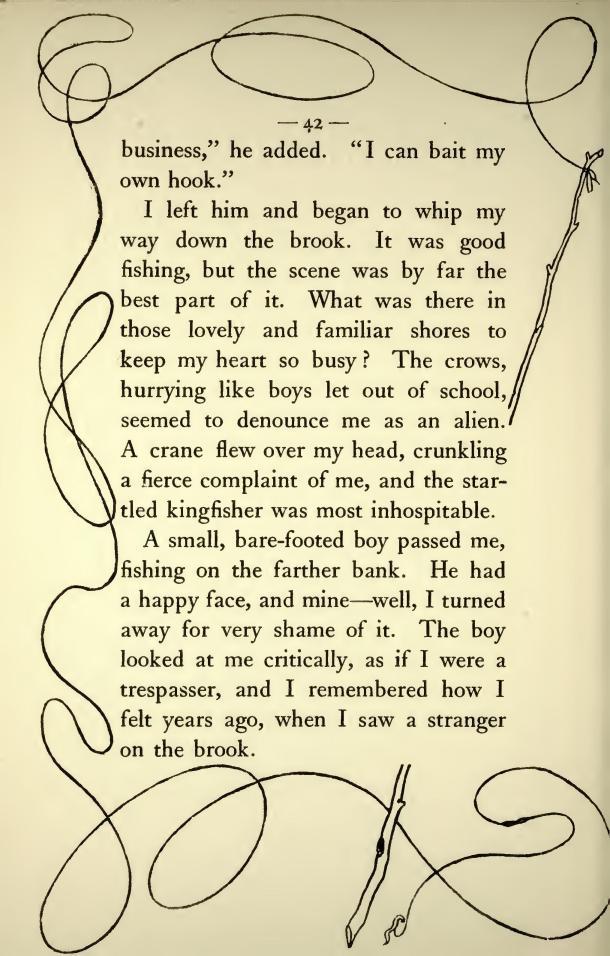 — 42 —
business,” he added. “I can bait my
own hook.”
I left him and began to whip my
way down the brook. It was good
fishing, but the scene was by far the
best part of it. What was there in
those lovely and familiar shores to
keep my heart so busy? The crows,
hurrying like boys let out of school,
seemed to denounce me as an alien.
A crane flew over my head, crunkling
a fierce complaint of me, and the star-
tled kingfisher was most inhospitable.
A small, bare-footed boy passed me,
fishing on the farther bank. He had
a happy face, and mine—well, I turned
away for very shame of it. The boy
looked at me critically, as if I were a
trespasser, and I remembered how I
felt years ago, when I saw a stranger
on the brook.